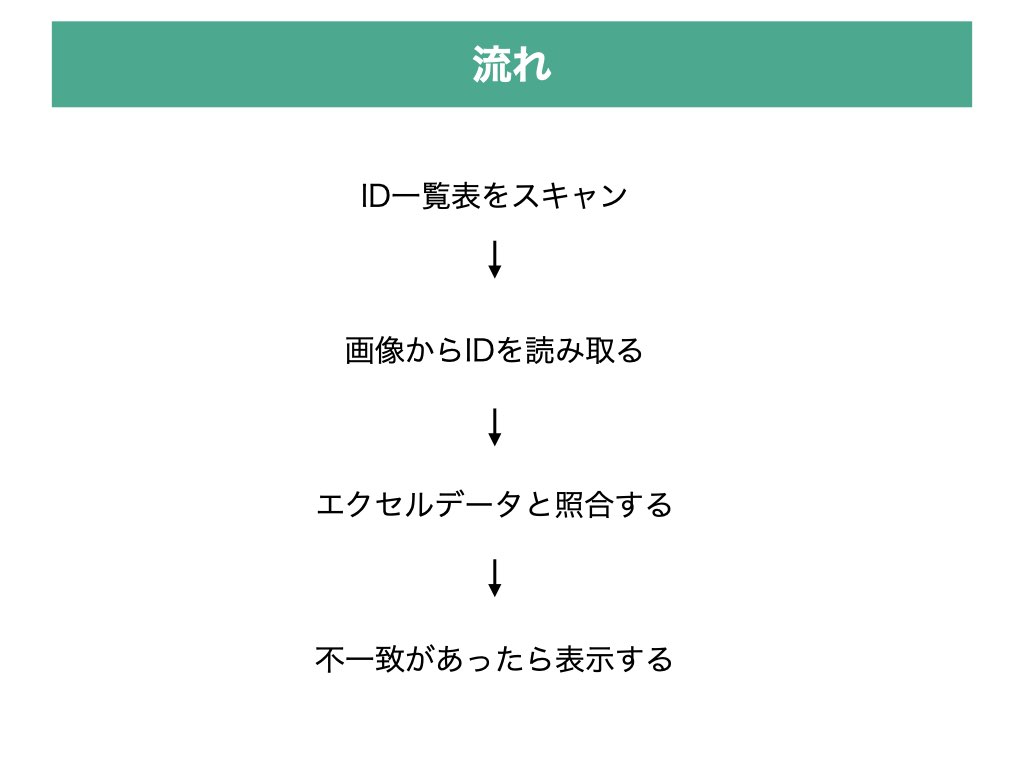 流れ
ID一覧表をスキャン
画像からIDを読み取る
エクセルデータと照合する
不一致があったら表示する